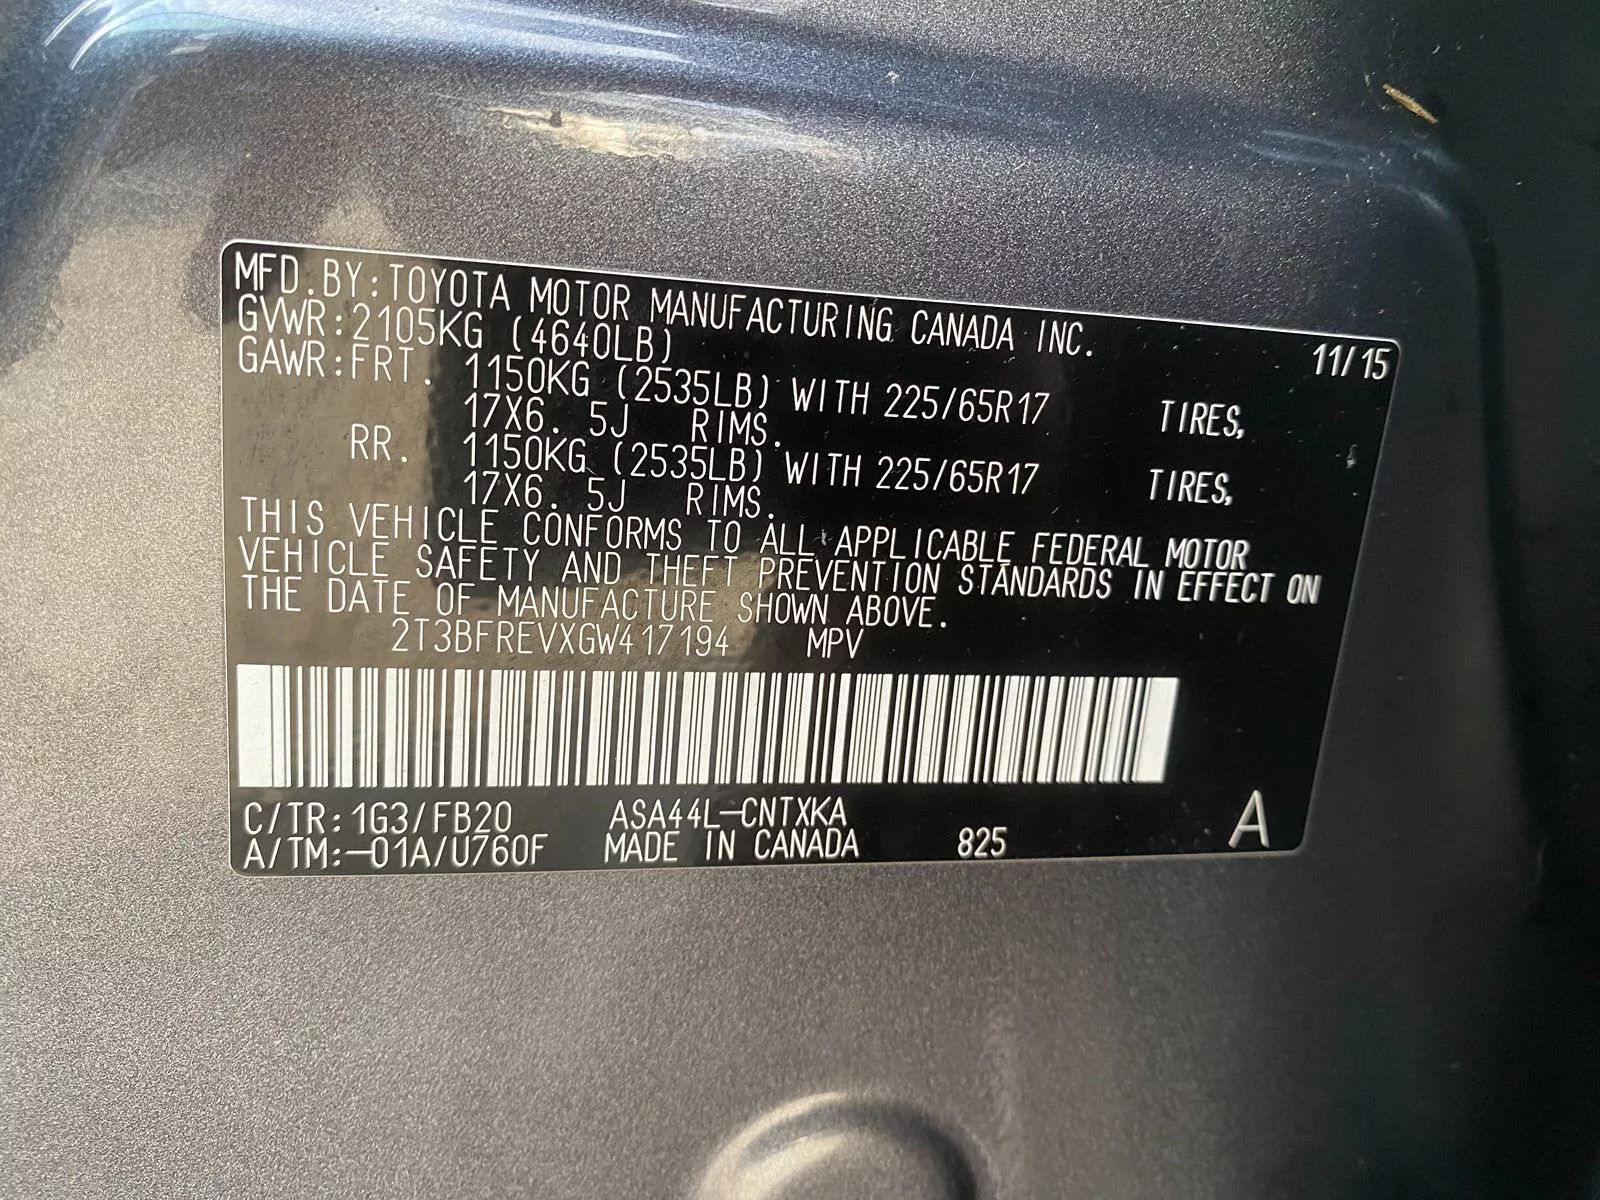 MFD.BY:TOYOTA MOTOR MANUFACTURING CANADA INC.
11/15
GVWR:2105KG (4640LB)
GAWR:FRT. 1150KG (2535LB) WITH 225/65R17 TIRES,
17X6. 5J RIMS.
RR. 1150KG (2535LB) WITH 225/65R17 TIRES,
17X6. 5J RIMS.
THIS VEHICLE CONFORMS TO ALL APPLICABLE FEDERAL MOTOR
VEHICLE SAFETY AND THEFT PREVENTION STANDARDS IN EFFECT ON
THE DATE OF MANUFACTURE SHOWN ABOVE.
2T3BFREVXGW417194 MPV
C/TR:1G3/FB20 ASA44L-CNTXKA
A/TM:-01A/U760F MADE IN CANADA 825 A